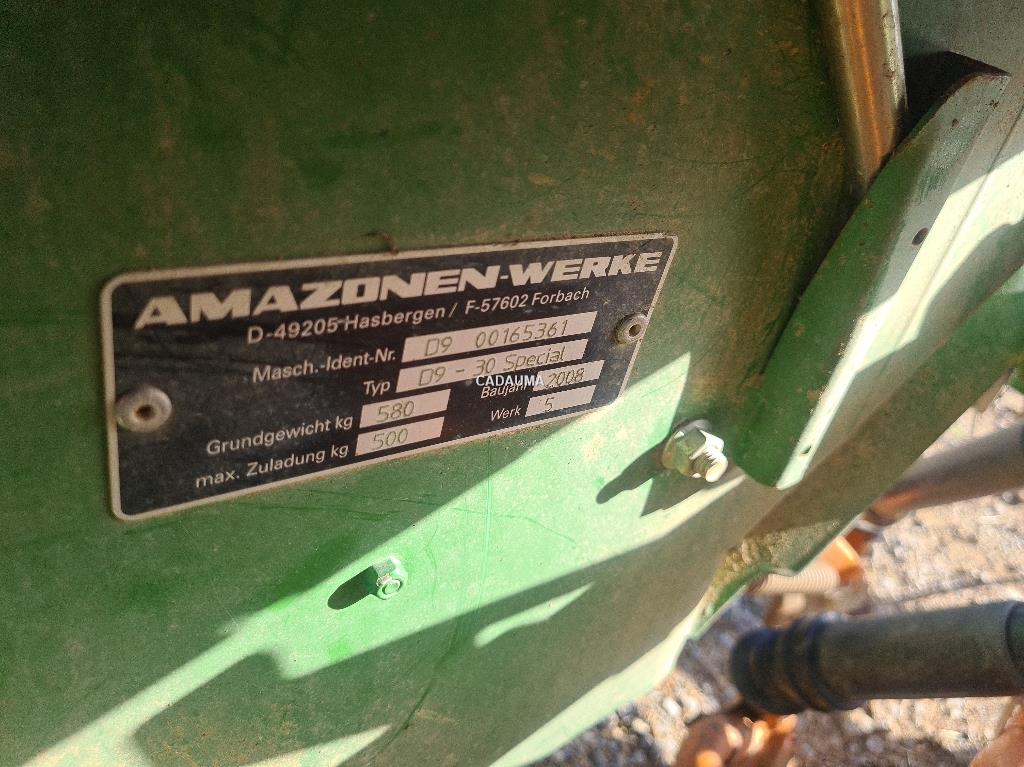 AMAZONEN-WERKE
D-49205 Hasbergen / F-57602 Forbach
Masch.-Ident-Nr. D9 00165361
Typ D9 - 30 Special
Grundgewicht kg 580 Baujahr 2008
max. Zuladung kg 500 Werk 5
CADAUMA